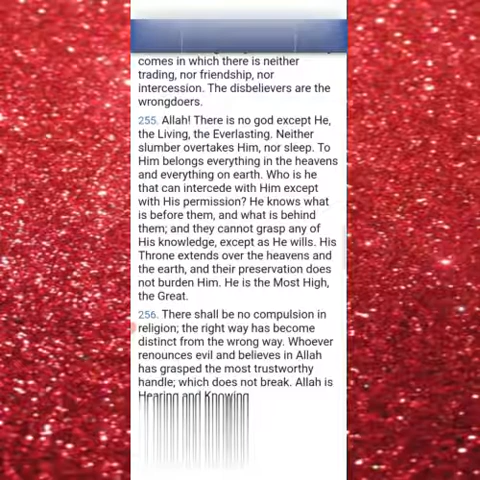 comes in which there is neither
trading, nor friendship, nor
intercession. The disbelievers are the
wrongdoers.
255. Allah! There is no god except He,
the Living, the Everlasting. Neither
slumber overtakes Him, nor sleep. To
Him belongs everything in the heavens
and everything on earth. Who is he
that can intercede with Him except
with His permission? He knows what
is before them, and what is behind
them; and they cannot grasp any of
His knowledge, except as He wills. His
Throne extends over the heavens and
the earth, and their preservation does
not burden Him. He is the Most High,
the Great.
256. There shall be no compulsion in
religion; the right way has become
distinct from the wrong way. Whoever
renounces evil and believes in Allah
has grasped the most trustworthy
handle; which does not break. Allah is
Hearing and Knowing